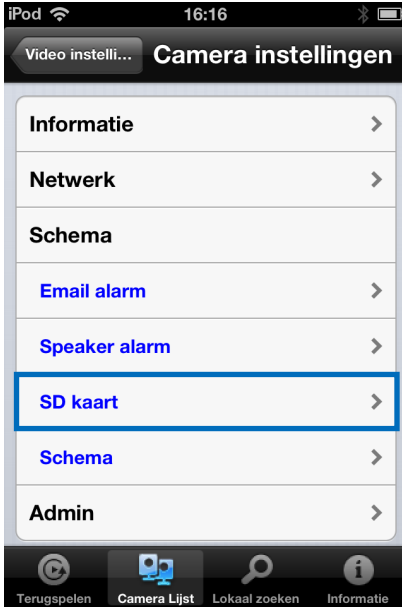 iPod 16:16
Video instelli... Camera instellingen
Informatie
Netwerk
Schema
Email alarm
Speaker alarm
SD kaart
Schema
Admin
Terugspelen Camera Lijst Lokaal zoeken Informatie